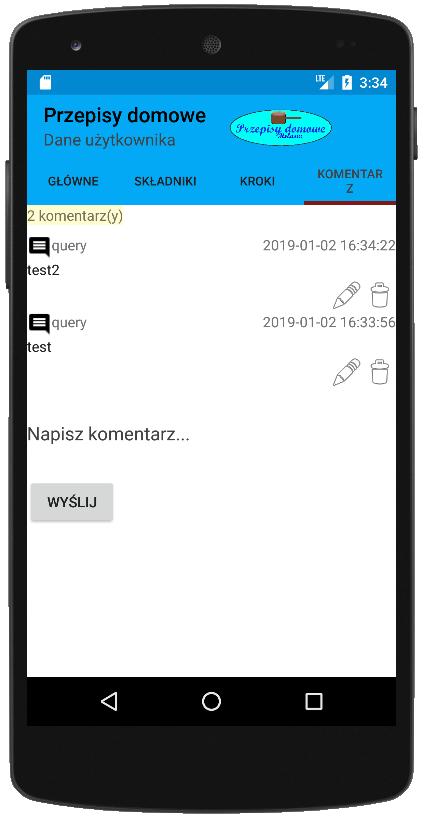 LTE 3:34
Przepisy domowe
Dane użytkownika
Przepisy domowe
GŁÓWNE SKŁADNIKI KROKI KOMENTAR
Z
2 komentarz(y)
query 2019-01-02 16:34:22
test2
query 2019-01-02 16:33:56
test
Napisz komentarz...
WYŚLIJ